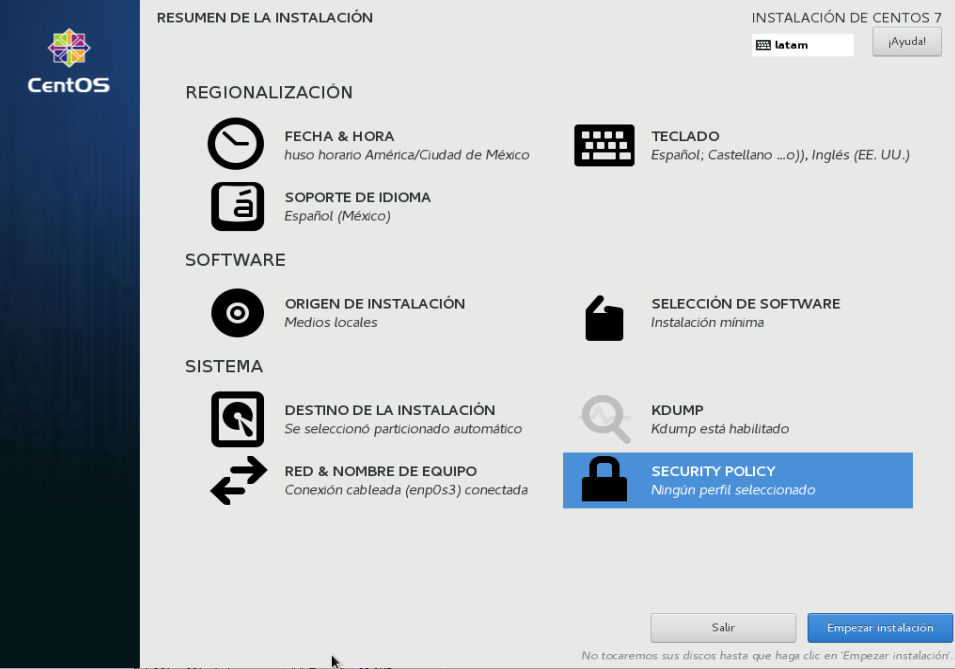 RESUMEN DE LA INSTALACIÓN
INSTALACIÓN DE CENTOS 7
latam
¡Ayuda!
CentOS
REGIONALIZACIÓN
FECHA & HORA
huso horario América/Ciudad de México
TECLADO
Español; Castellano ...o)), Inglés (EE. UU.)
á
SOPORTE DE IDIOMA
Español (México)
SOFTWARE
ORIGEN DE INSTALACIÓN
Medios locales
SELECCIÓN DE SOFTWARE
Instalación mínima
SISTEMA
DESTINO DE LA INSTALACIÓN
Se seleccionó particionado automático
KDUMP
Kdump está habilitado
RED & NOMBRE DE EQUIPO
Conexión cableada (enp0s3) conectada
SECURITY POLICY
Ningún perfil seleccionado
Salir
Empezar instalación
No tocaremos sus discos hasta que haga clic en 'Empezar instalación'.